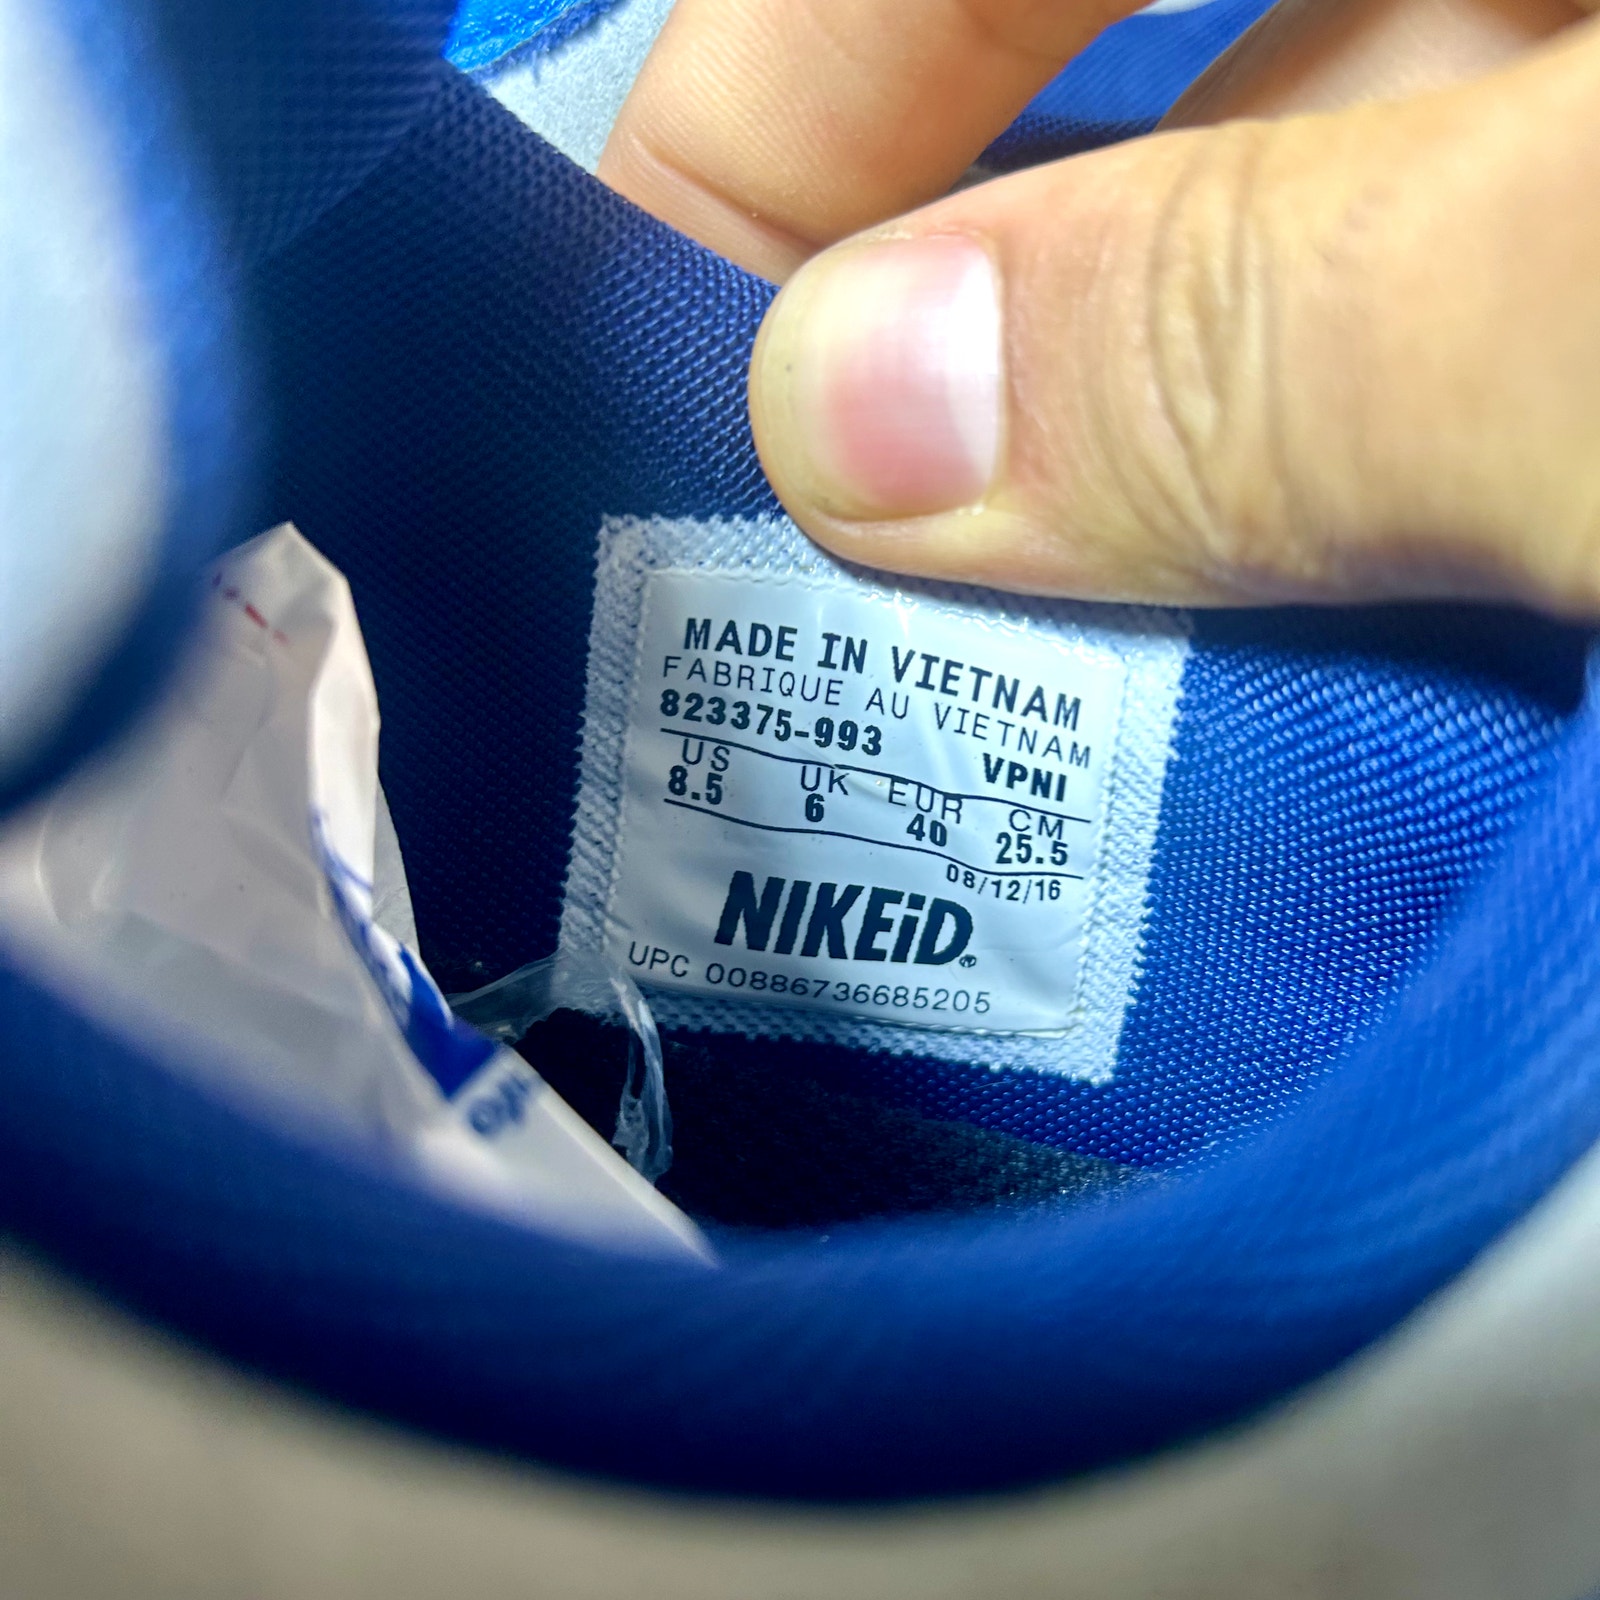 MADE IN VIETNAM
FABRIQUE AU VIETNAM
823375-993 VPNI
US UK EUR CM
8.5 6 40 25.5
08/12/16
NIKEiD®
UPC 00886736685205